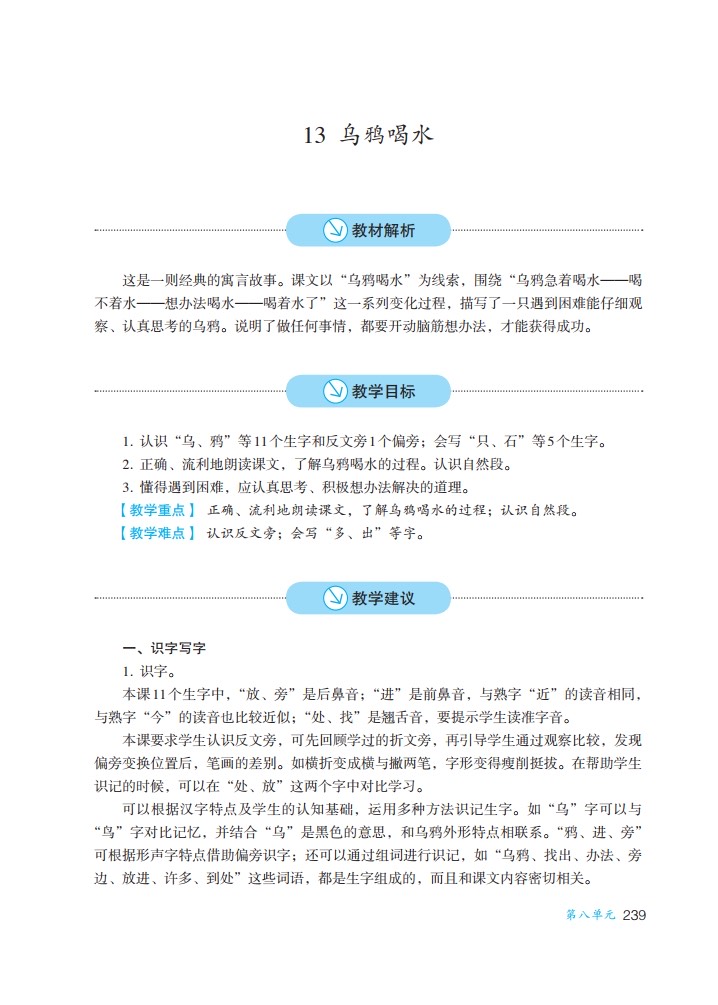 13 乌鸦喝水
教材解析
这是一则经典的寓言故事。课文以“乌鸦喝水”为线索，围绕“乌鸦急着喝水——喝
不着水——想办法喝水——喝着水了”这一系列变化过程，描写了一只遇到困难能仔细观
察、认真思考的乌鸦。说明了做任何事情，都要开动脑筋想办法，才能获得成功。
教学目标
1. 认识“乌、鸦”等11个生字和反文旁1个偏旁；会写“只、石”等5个生字。
2. 正确、流利地朗读课文，了解乌鸦喝水的过程。认识自然段。
3. 懂得遇到困难，应认真思考、积极想办法解决的道理。
【教学重点】 正确、流利地朗读课文，了解乌鸦喝水的过程；认识自然段。
【教学难点】 认识反文旁；会写“多、出”等字。
教学建议
一、识字写字
1. 识字。
本课11个生字中，“放、旁”是后鼻音；“进”是前鼻音，与熟字“近”的读音相同，
与熟字“今”的读音也比较近似；“处、找”是翘舌音，要提示学生读准字音。
本课要求学生认识反文旁，可先回顾学过的折文旁，再引导学生通过观察比较，发现
偏旁变换位置后，笔画的差别。如横折变成横与撇两笔，字形变得瘦削挺拔。在帮助学生
识记的时候，可以在“处、放”这两个字中对比学习。
可以根据汉字特点及学生的认知基础，运用多种方法识记生字。如“乌”字可以与
“鸟”字对比记忆，并结合“乌”是黑色的意思，和乌鸦外形特点相联系。“鸦、进、旁”
可根据形声字特点借助偏旁识字；还可以通过组词进行识记，如“乌鸦、找出、办法、旁
边、放进、许多、到处”这些词语，都是生字组成的，而且和课文内容密切相关。
第八单元 239